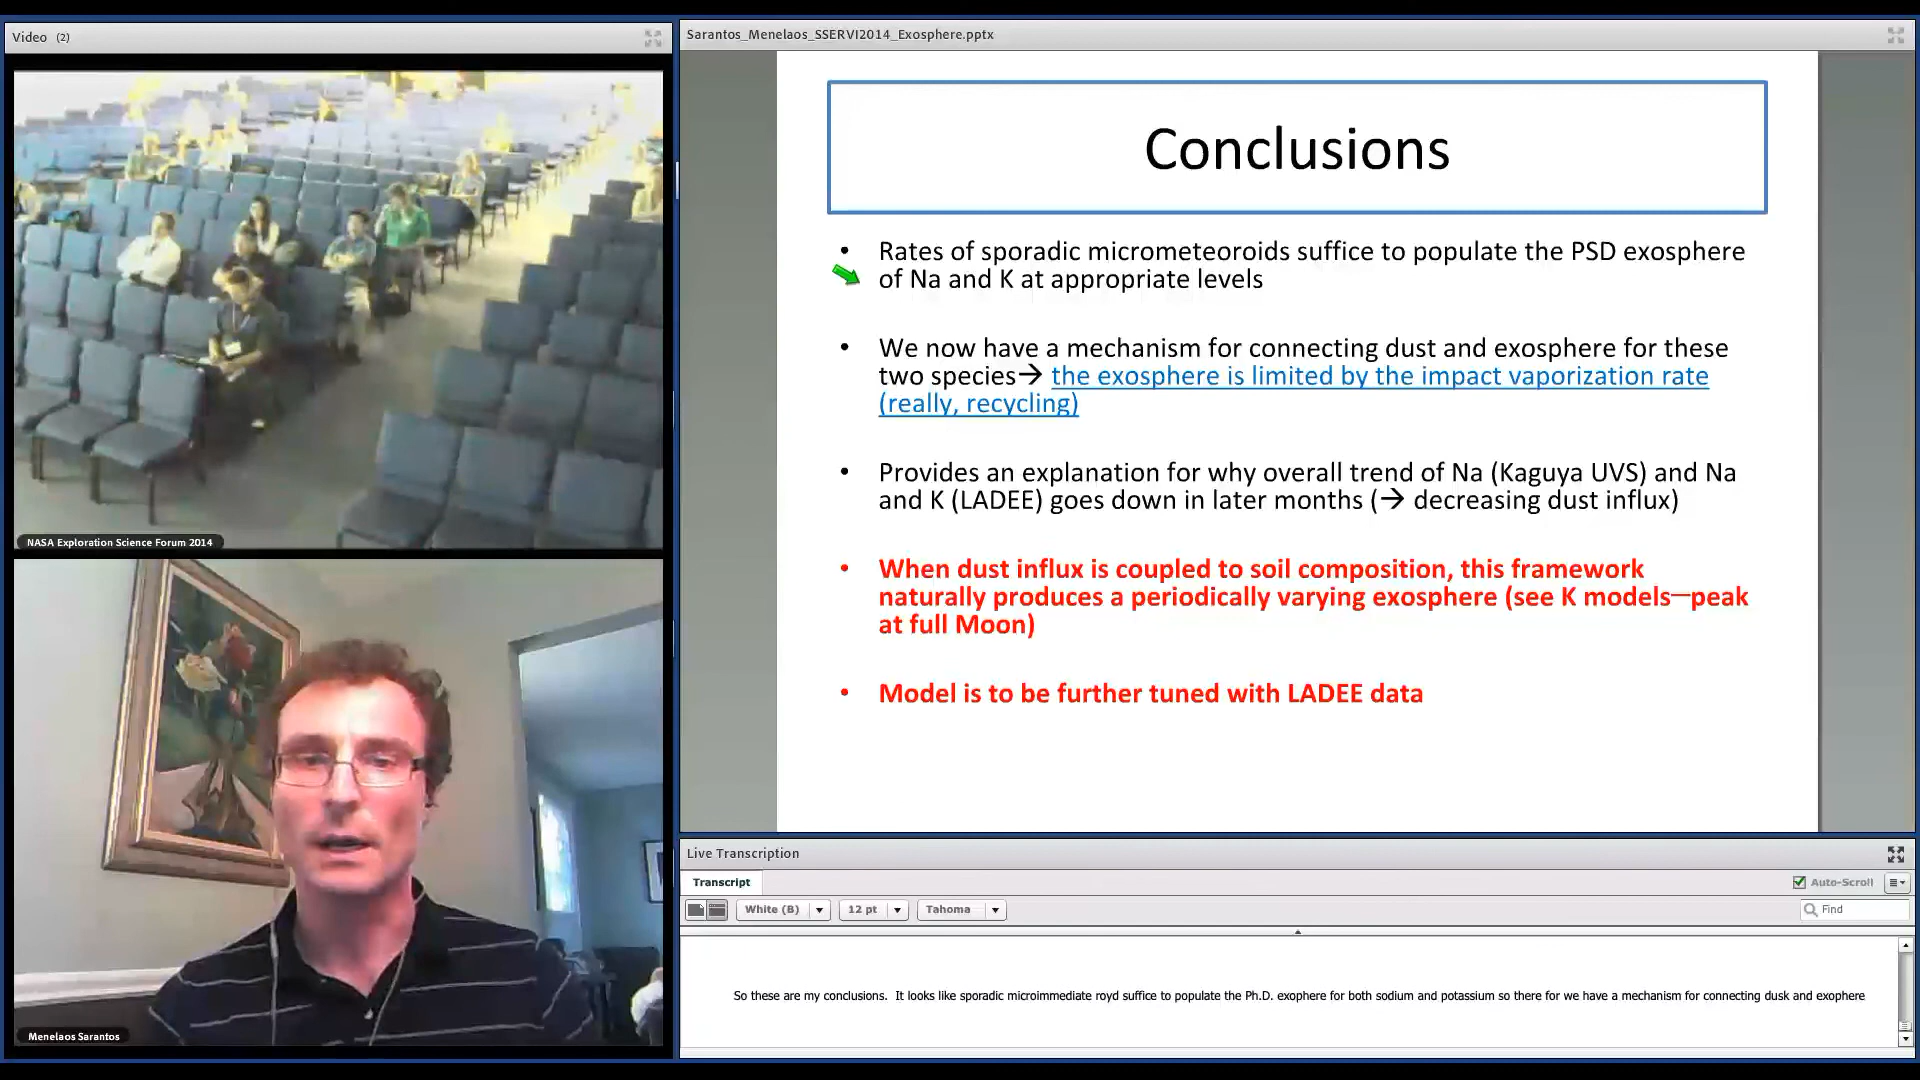 Video (2)
NASA Exploration Science Forum 2014
Menelaos Sarantos
Sarantos_Menelaos_SSERVI2014_Exosphere.pptx
Conclusions
• Rates of sporadic micrometeoroids suffice to populate the PSD exosphere
of Na and K at appropriate levels
• We now have a mechanism for connecting dust and exosphere for these
two species→ the exosphere is limited by the impact vaporization rate
(really, recycling)
• Provides an explanation for why overall trend of Na (Kaguya UVS) and Na
and K (LADEE) goes down in later months (→ decreasing dust influx)
• When dust influx is coupled to soil composition, this framework
naturally produces a periodically varying exosphere (see K models—peak
at full Moon)
• Model is to be further tuned with LADEE data
Live Transcription
Transcript
Auto-Scroll
White (B) 12 pt Tahoma Find
So these are my conclusions. It looks like sporadic microimmediate royd suffice to populate the Ph.D. exophere for both sodium and potassium so there for we have a mechanism for connecting dusk and exophere